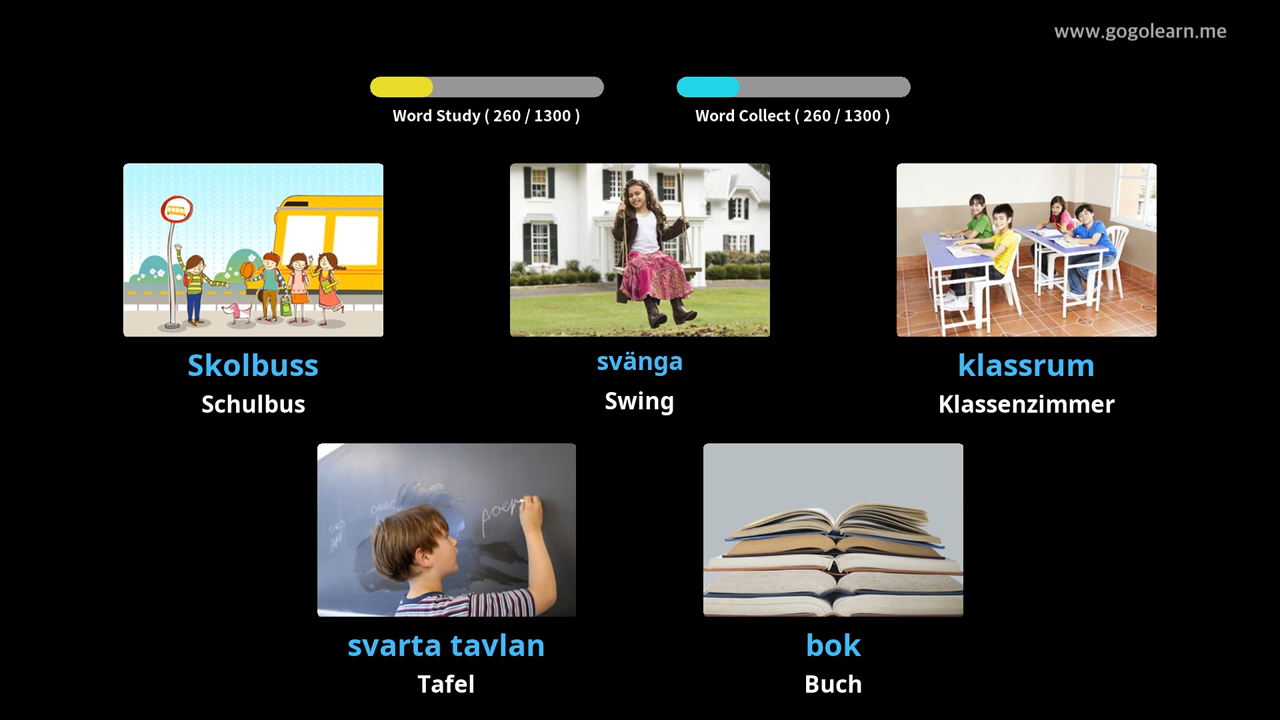 www.gogolearn.me
Word Study ( 260 / 1300 )
Word Collect ( 260 / 1300 )
Skolbuss
Schulbus
svänga
Swing
klassrum
Klassenzimmer
svarta tavlan
Tafel
bok
Buch